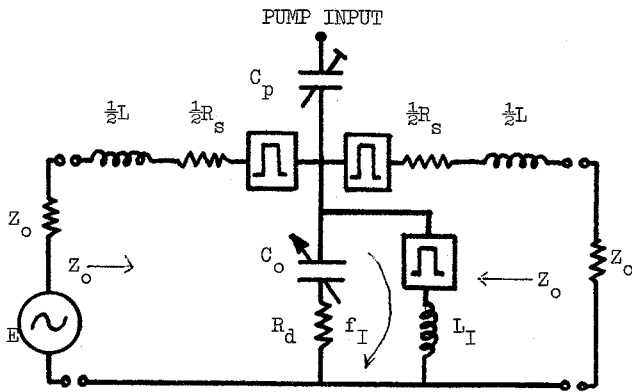 PUMP INPUT
C_p
½L
½R_s
½R_s
½L
Z_o
Z_o
E
C_o
R_d
f_I
L_I
Z_o
Z_o